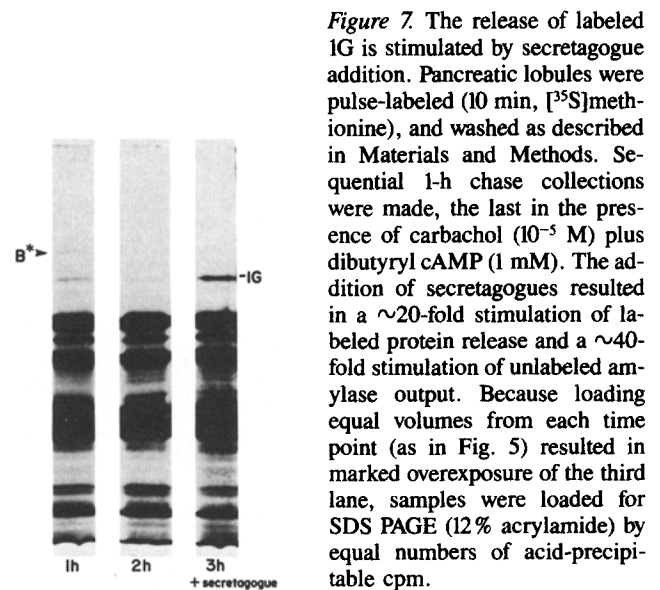 Figure 7. The release of labeled
1G is stimulated by secretagogue
addition. Pancreatic lobules were
pulse-labeled (10 min, [³⁵S]meth-
ionine), and washed as described
in Materials and Methods. Se-
quential 1-h chase collections
were made, the last in the pres-
ence of carbachol (10⁻⁵ M) plus
dibutyryl cAMP (1 mM). The ad-
dition of secretagogues resulted
in a ~20-fold stimulation of la-
beled protein release and a ~40-
fold stimulation of unlabeled am-
ylase output. Because loading
equal volumes from each time
point (as in Fig. 5) resulted in
marked overexposure of the third
lane, samples were loaded for
SDS PAGE (12% acrylamide) by
equal numbers of acid-precipi-
table cpm.
B*
-IG
1h 2h 3h
+ secretagogue